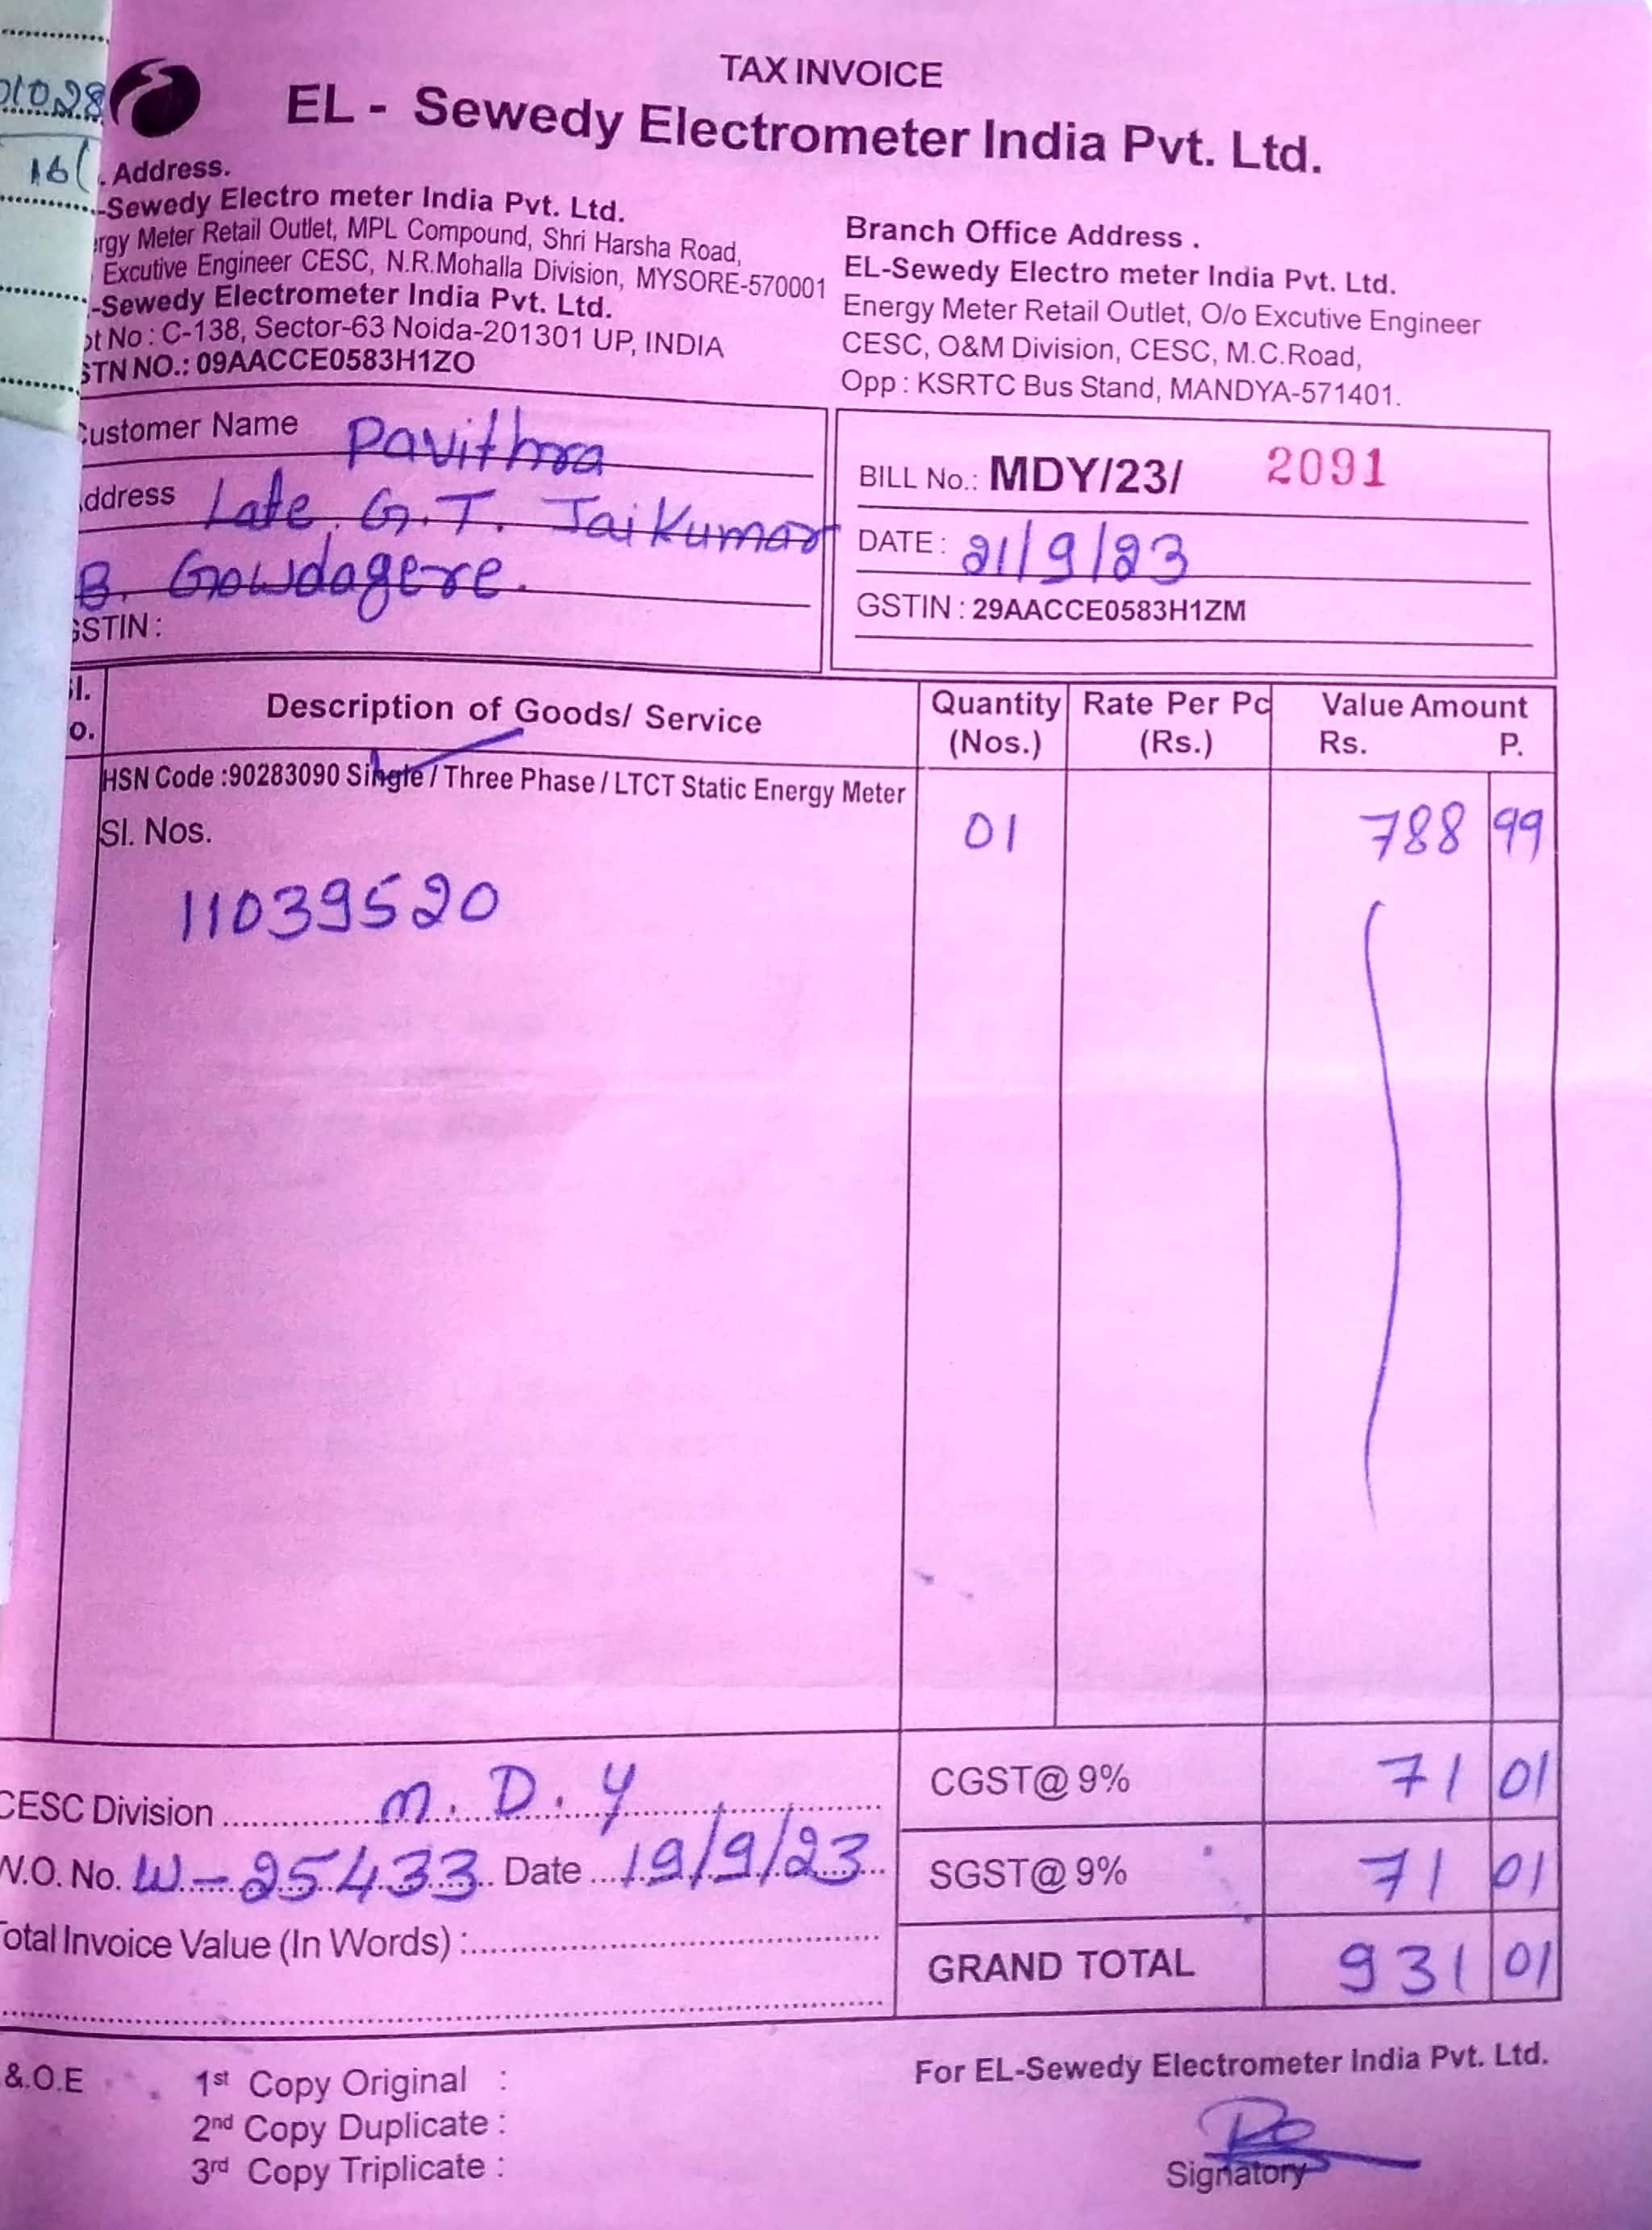 TAX INVOICE
EL - Sewedy Electrometer India Pvt. Ltd.
01028
16(
. Address.
-Sewedy Electro meter India Pvt. Ltd.
rgy Meter Retail Outlet, MPL Compound, Shri Harsha Road,
Excutive Engineer CESC, N.R.Mohalla Division, MYSORE-570001
-Sewedy Electrometer India Pvt. Ltd.
ot No : C-138, Sector-63 Noida-201301 UP, INDIA
STN NO.: 09AACCE0583H1ZO
Branch Office Address .
EL-Sewedy Electro meter India Pvt. Ltd.
Energy Meter Retail Outlet, O/o Excutive Engineer
CESC, O&M Division, CESC, M.C.Road,
Opp : KSRTC Bus Stand, MANDYA-571401.
ustomer Name Pavithra
ddress Late. G.T. Jaikumar
B. Gowdagere.
GSTIN :
BILL No.: MDY/23/ 2091
DATE : 21/9/23
GSTIN : 29AACCE0583H1ZM
Sl. o. Description of Goods/ Service Quantity (Nos.) Rate Per Pc (Rs.) Value Amount Rs. P.
HSN Code :90283090 Single / Three Phase / LTCT Static Energy Meter
Sl. Nos. 01 788 99
11039520
CESC Division M.D.Y CGST@ 9% 71 01
W.O. No. W-25433 Date 19/9/23 SGST@ 9% 71 01
Total Invoice Value (In Words) : GRAND TOTAL 931 01
&.O.E 1st Copy Original :
2nd Copy Duplicate :
3rd Copy Triplicate :
For EL-Sewedy Electrometer India Pvt. Ltd.
Signatory